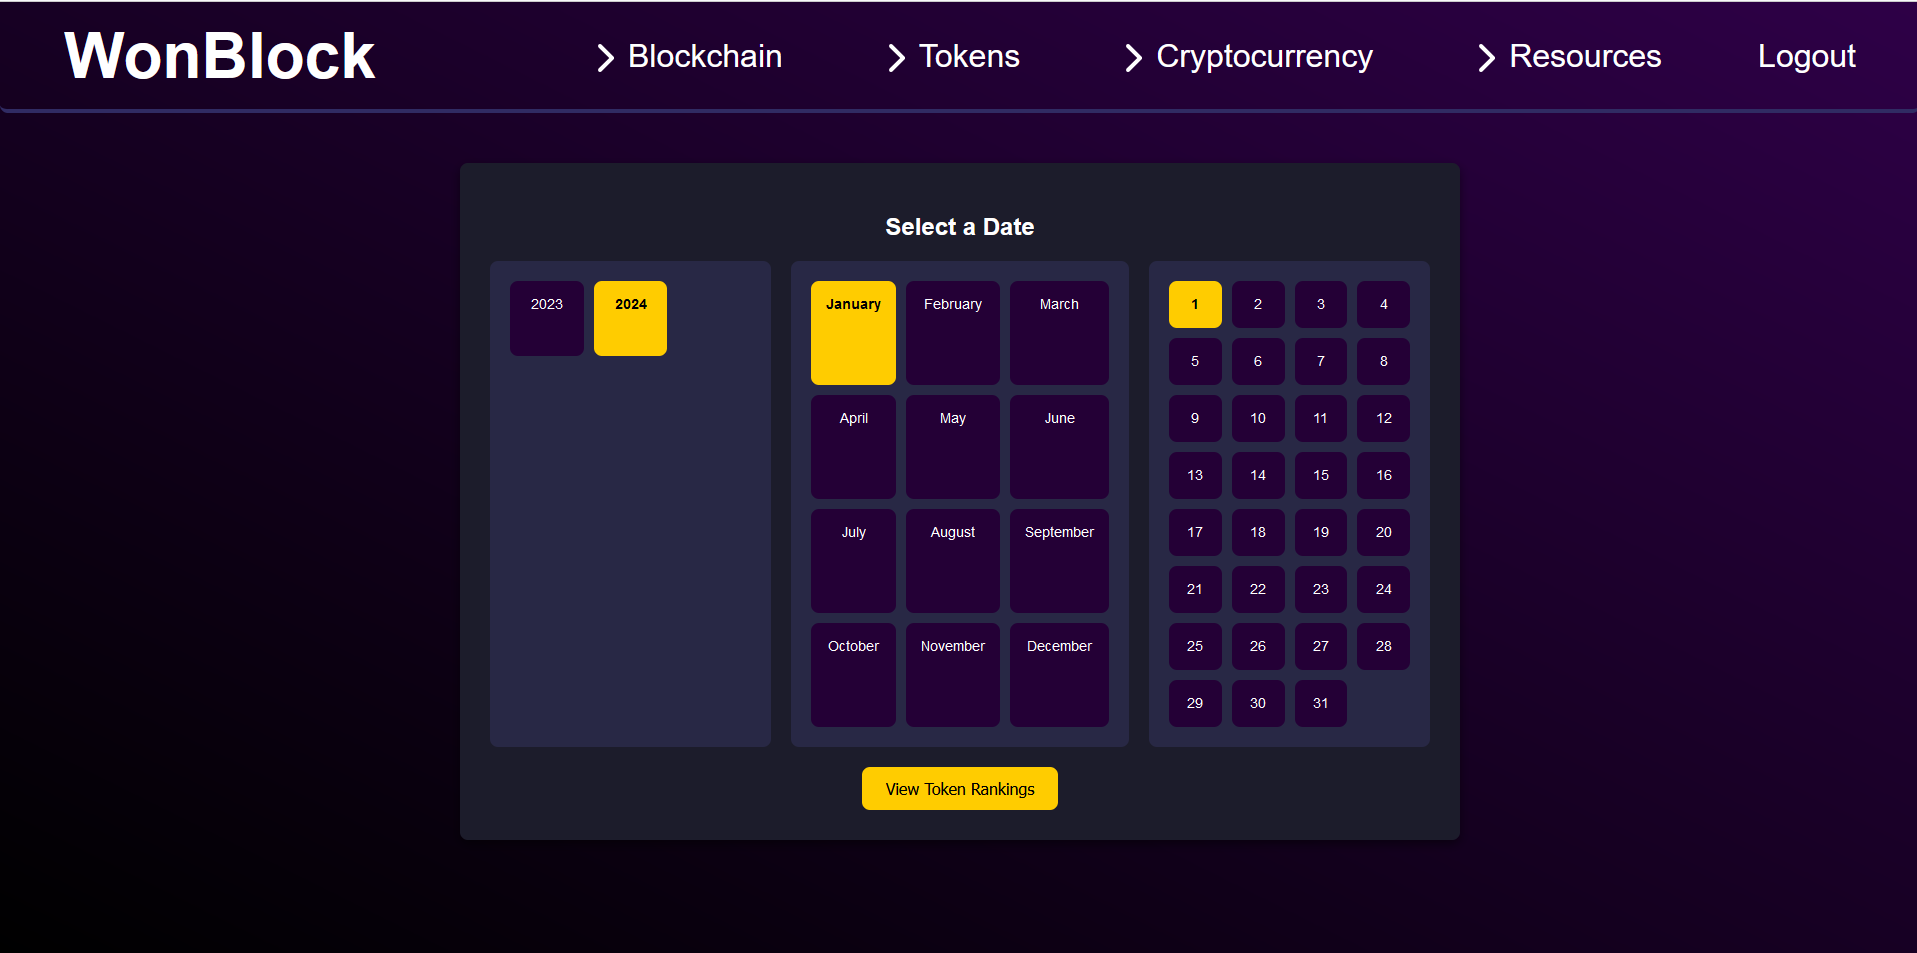 WonBlock Blockchain Tokens Cryptocurrency Resources Logout
Select a Date
2023 2024
January February March
April May June
July August September
October November December
1 2 3 4
5 6 7 8
9 10 11 12
13 14 15 16
17 18 19 20
21 22 23 24
25 26 27 28
29 30 31
View Token Rankings